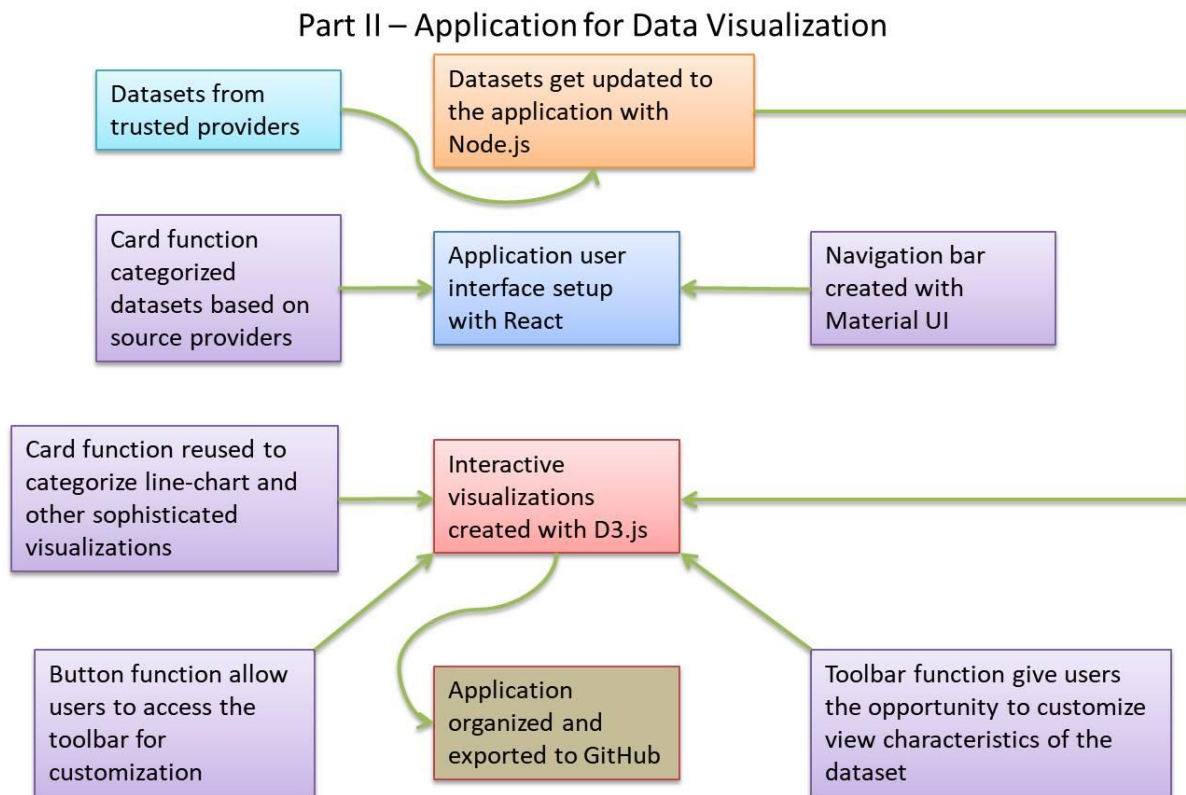 Part II – Application for Data Visualization
Datasets from
trusted providers
Datasets get updated to
the application with
Node.js
Card function
categorized
datasets based on
source providers
Application user
interface setup
with React
Navigation bar
created with
Material UI
Card function reused to
categorize line-chart and
other sophisticated
visualizations
Interactive
visualizations
created with D3.js
Button function allow
users to access the
toolbar for
customization
Application
organized and
exported to GitHub
Toolbar function give users
the opportunity to customize
view characteristics of the
dataset